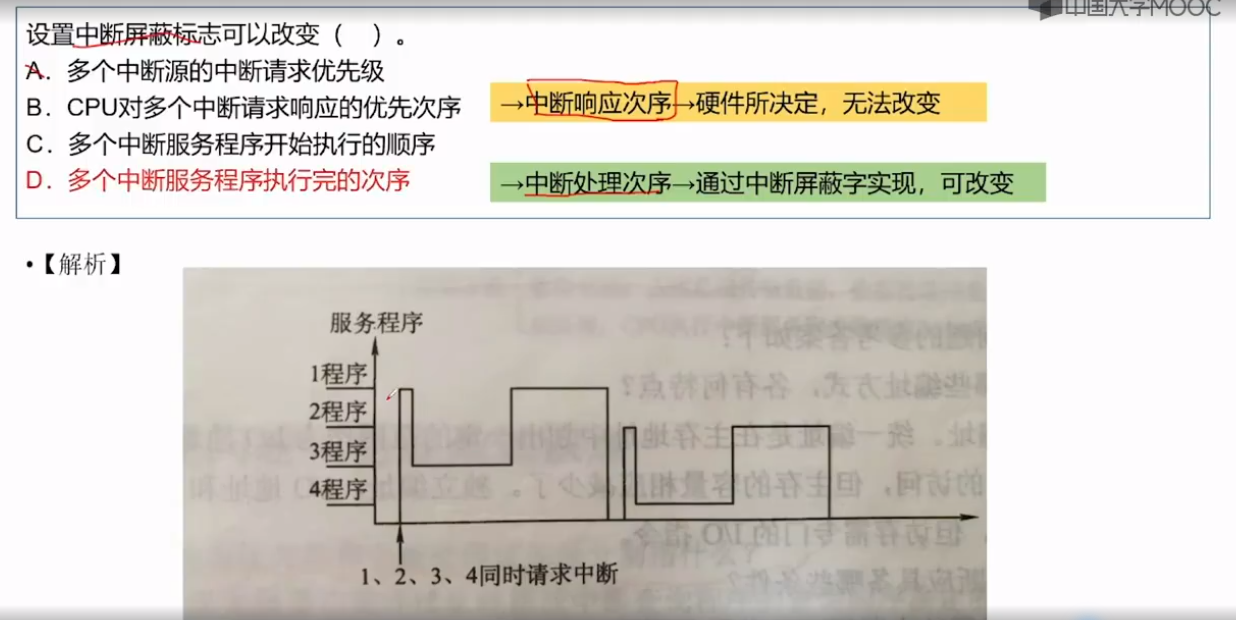 中国大学MOOC
设置中断屏蔽标志可以改变（ ）。
A. 多个中断源的中断请求优先级
B. CPU对多个中断请求响应的优先次序
→中断响应次序→硬件所决定，无法改变
C. 多个中断服务程序开始执行的顺序
D. 多个中断服务程序执行完的次序
→中断处理次序→通过中断屏蔽字实现，可改变
•【解析】
服务程序
1程序
2程序
3程序
4程序
1、2、3、4同时请求中断